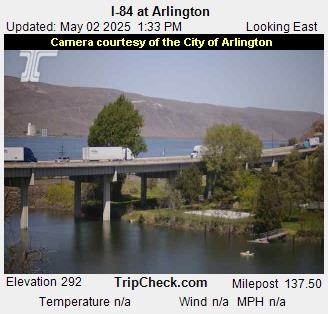 I-84 at Arlington
Updated: May 02 2025 1:33 PM Looking East
Camera courtesy of the City of Arlington
Elevation 292 TripCheck.com Milepost 137.50
Temperature n/a Wind n/a MPH n/a